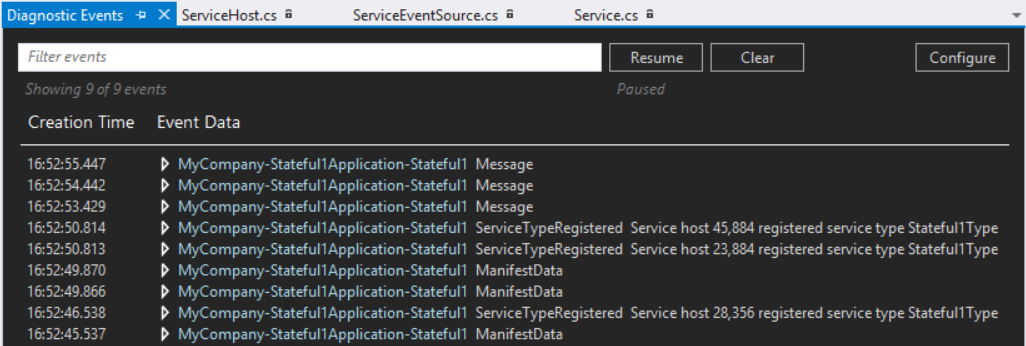 Diagnostic Events ServiceHost.cs ServiceEventSource.cs Service.cs
Filter events Resume Clear Configure
Showing 9 of 9 events Paused
Creation Time Event Data
16:52:55.447 MyCompany-Stateful1Application-Stateful1 Message
16:52:54.442 MyCompany-Stateful1Application-Stateful1 Message
16:52:53.429 MyCompany-Stateful1Application-Stateful1 Message
16:52:50.814 MyCompany-Stateful1Application-Stateful1 ServiceTypeRegistered Service host 45,884 registered service type Stateful1Type
16:52:50.813 MyCompany-Stateful1Application-Stateful1 ServiceTypeRegistered Service host 23,884 registered service type Stateful1Type
16:52:49.870 MyCompany-Stateful1Application-Stateful1 ManifestData
16:52:49.866 MyCompany-Stateful1Application-Stateful1 ManifestData
16:52:46.538 MyCompany-Stateful1Application-Stateful1 ServiceTypeRegistered Service host 28,356 registered service type Stateful1Type
16:52:45.537 MyCompany-Stateful1Application-Stateful1 ManifestData